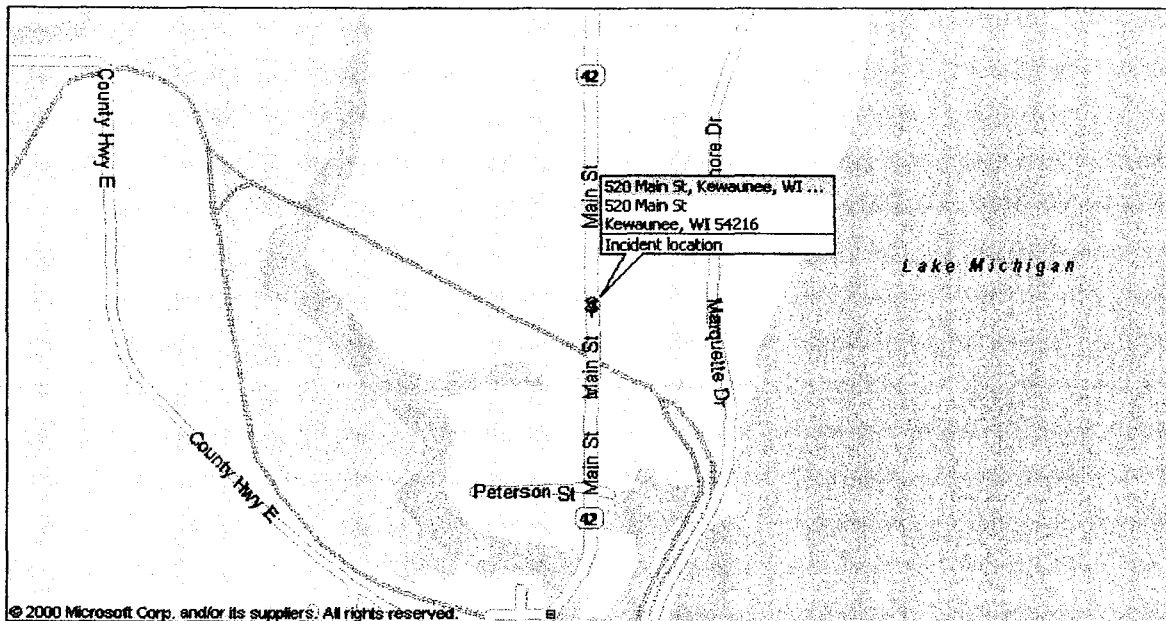 42
County Hwy E
ore Dr
Main St
520 Main St, Kewaunee, WI ...
520 Main St
Kewaunee, WI 54216
Incident location
Lake Michigan
Marquette Dr
Main St
Main St
County Hwy E
Peterson St
42
© 2000 Microsoft Corp. and/or its suppliers. All rights reserved.